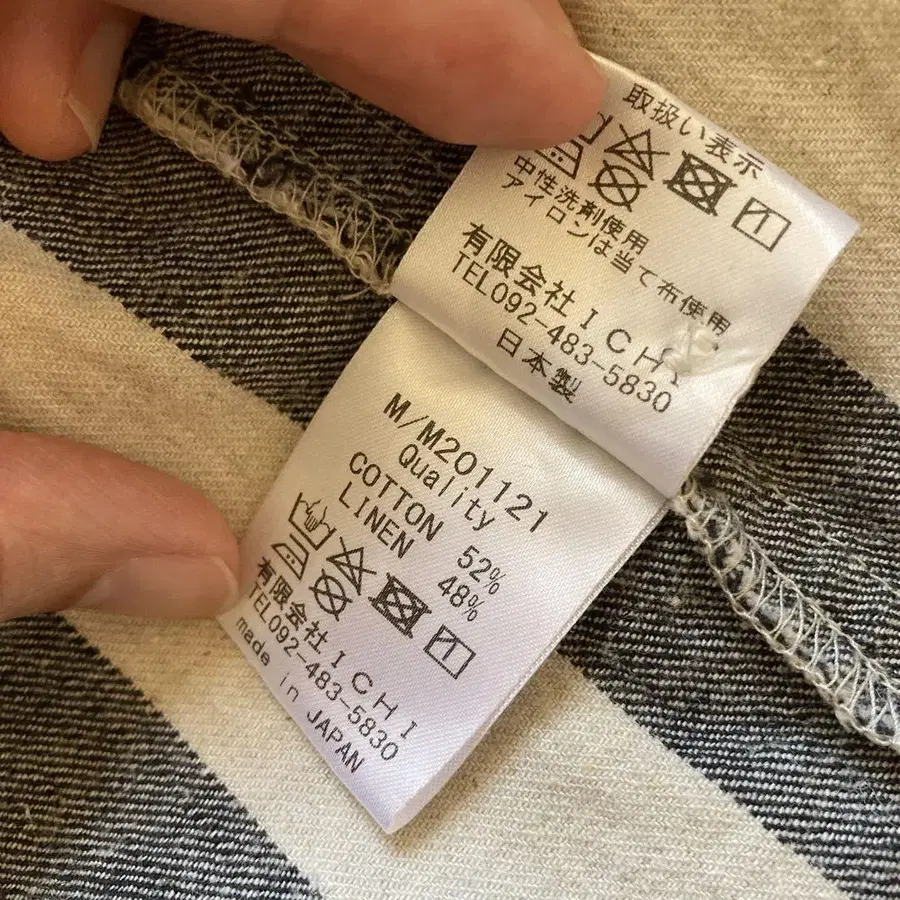 取扱い表示
中性洗剤使用
アイロンは当て布使用
有限会社ICHI
TEL092-483-5830
日本製
M/M201121
Quality
COTTON 52%
LINEN 48%
有限会社ICHI
TEL092-483-5830
made in JAPAN